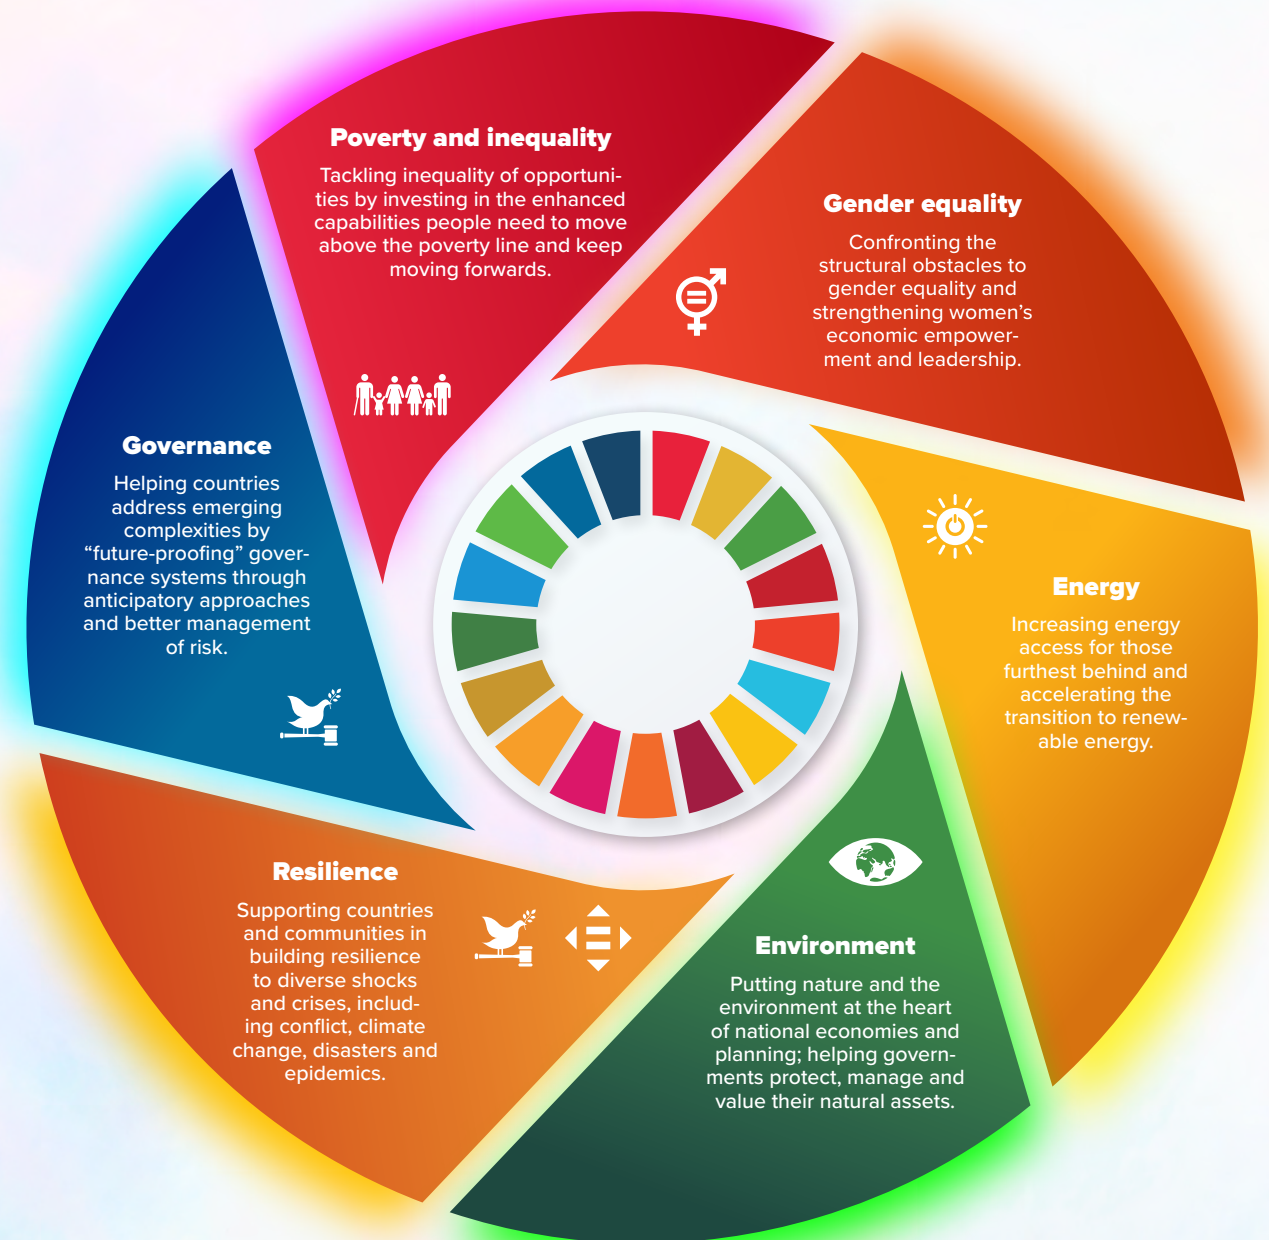 Poverty and inequality
Tackling inequality of opportuni-
ties by investing in the enhanced
capabilities people need to move
above the poverty line and keep
moving forwards.
Gender equality
Confronting the
structural obstacles to
gender equality and
strengthening women’s
economic empower-
ment and leadership.
Energy
Increasing energy
access for those
furthest behind and
accelerating the
transition to renew-
able energy.
Environment
Putting nature and the
environment at the heart
of national economies and
planning; helping govern-
ments protect, manage and
value their natural assets.
Resilience
Supporting countries
and communities in
building resilience
to diverse shocks
and crises, includ-
ing conflict, climate
change, disasters and
epidemics.
Governance
Helping countries
address emerging
complexities by
“future-proofing” gover-
nance systems through
anticipatory approaches
and better management
of risk.